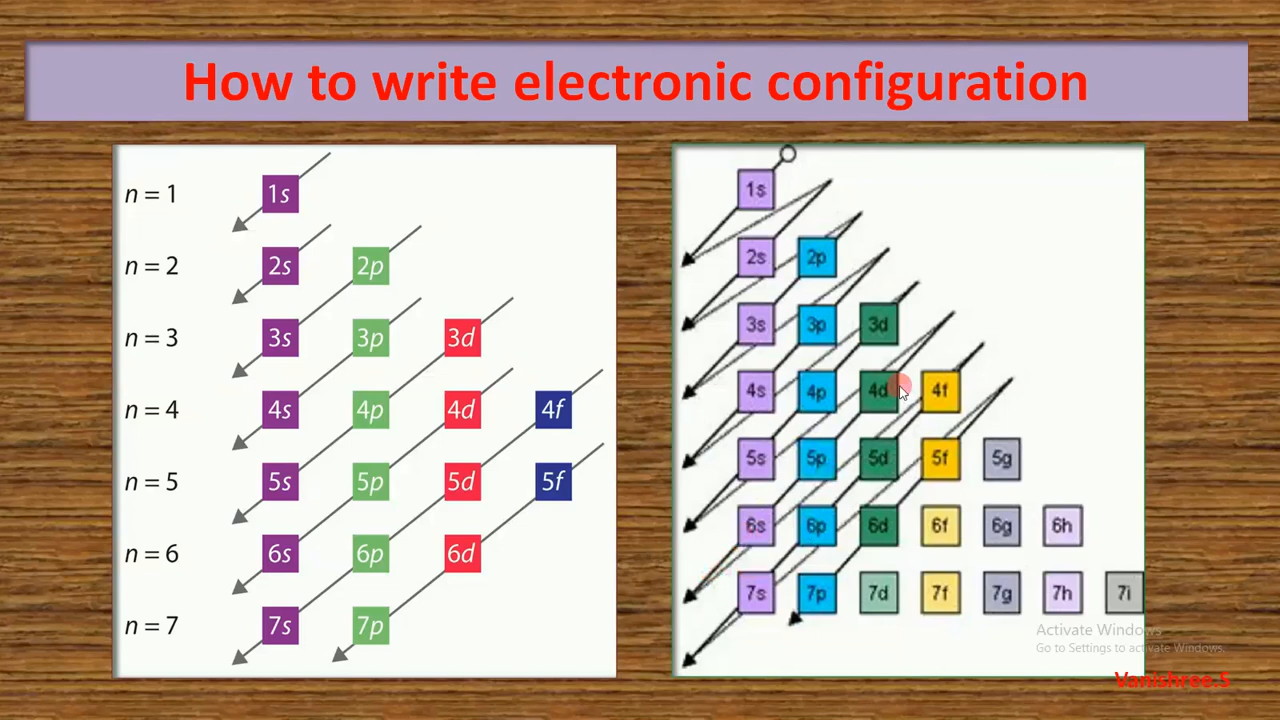 How to write electronic configuration
n = 1 1s
n = 2 2s 2p
n = 3 3s 3p 3d
n = 4 4s 4p 4d 4f
n = 5 5s 5p 5d 5f
n = 6 6s 6p 6d
n = 7 7s 7p
1s
2s 2p
3s 3p 3d
4s 4p 4d 4f
5s 5p 5d 5f 5g
6s 6p 6d 6f 6g 6h
7s 7p 7d 7f 7g 7h 7i
Activate Windows
Go to Settings to activate Windows.
Vanishree.S